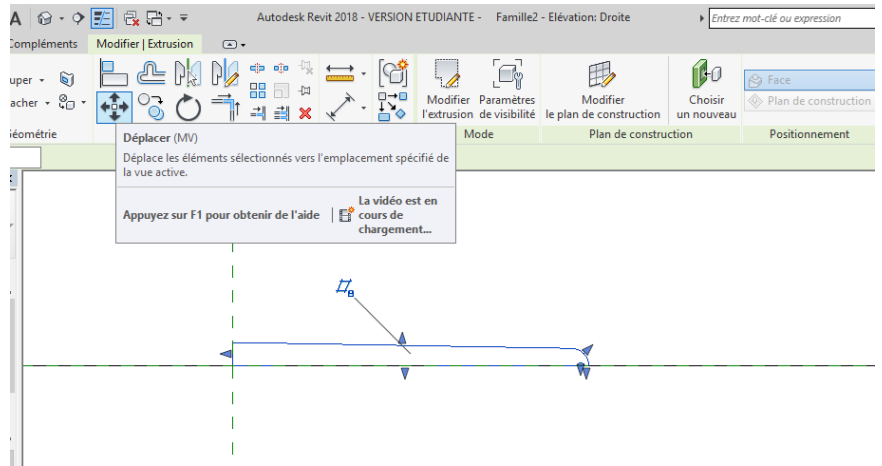 A Autodesk Revit 2018 - VERSION ETUDIANTE - Famille2 - Elévation: Droite Entrez mot-clé ou expression
Compléments Modifier | Extrusion
Modifier Paramètres Modifier Choisir Face
l'extrusion de visibilité le plan de construction un nouveau Plan de construction
Mode Plan de construction Positionnement
Déplacer (MV)
Déplace les éléments sélectionnés vers l'emplacement spécifié de
la vue active.
Appuyez sur F1 pour obtenir de l'aide
La vidéo est en
cours de
chargement...